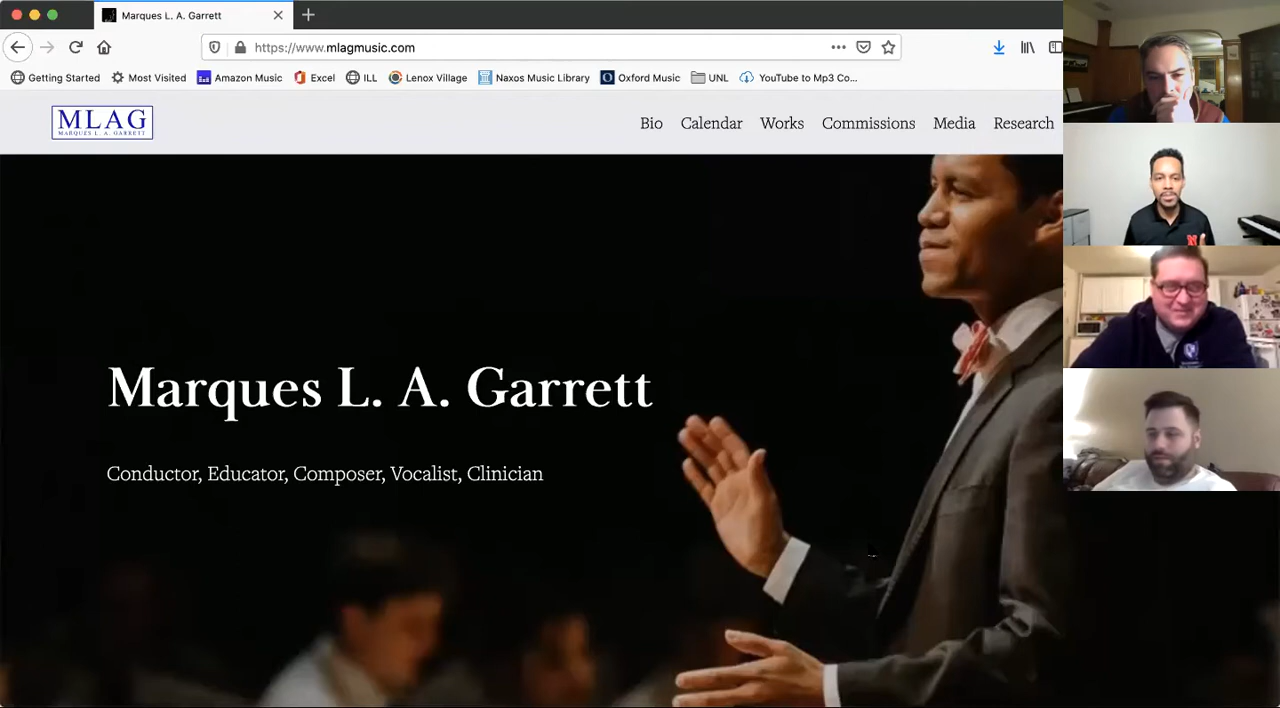 Marques L. A. Garrett
https://www.mlagmusic.com
Getting Started Most Visited Amazon Music Excel ILL Lenox Village Naxos Music Library Oxford Music UNL YouTube to Mp3 Co...
MLAG
MARQUES L. A. GARRETT
Bio Calendar Works Commissions Media Research
Marques L. A. Garrett
Conductor, Educator, Composer, Vocalist, Clinician
N